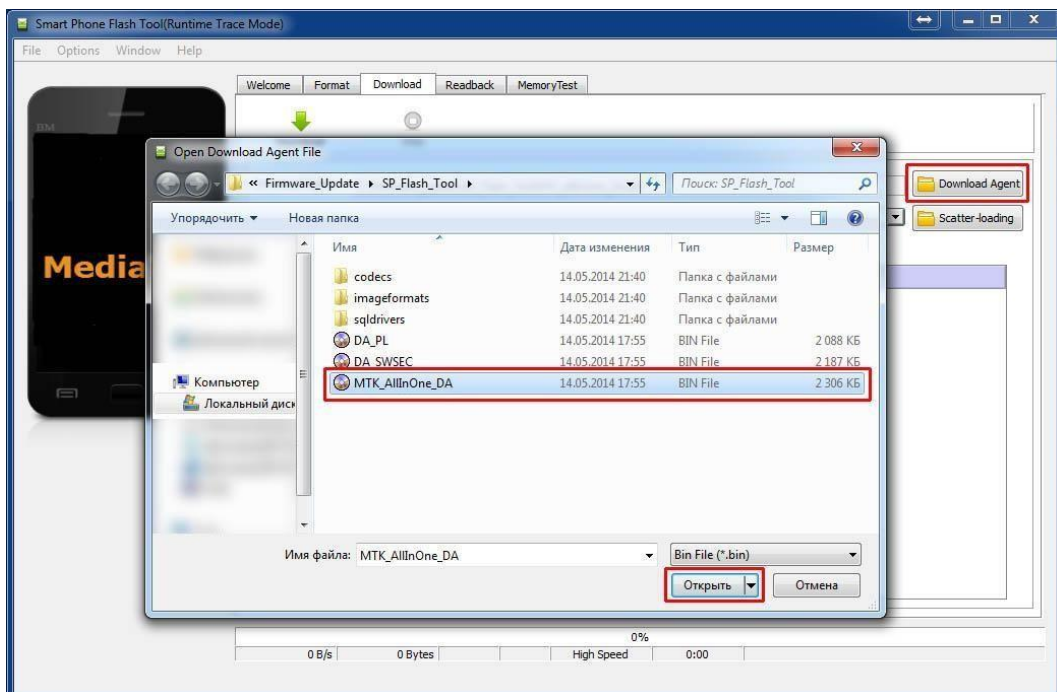 Smart Phone Flash Tool(Runtime Trace Mode)
File Options Window Help
Welcome Format Download Readback MemoryTest
BM
Open Download Agent File
« Firmware_Update ▸ SP_Flash_Tool ▸
Поиск: SP_Flash_Tool
Download Agent
Упорядочить ▾ Новая папка
Scatter-loading
Имя Дата изменения Тип Размер
codecs 14.05.2014 21:40 Папка с файлами
imageformats 14.05.2014 21:40 Папка с файлами
sqldrivers 14.05.2014 21:40 Папка с файлами
DA_PL 14.05.2014 17:55 BIN File 2 088 КБ
DA_SWSEC 14.05.2014 17:55 BIN File 2 187 КБ
MTK_AllInOne_DA 14.05.2014 17:55 BIN File 2 306 КБ
Media
Компьютер
Локальный диск
Имя файла: MTK_AllInOne_DA
Bin File (*.bin)
Открыть Отмена
0%
0 B/s 0 Bytes High Speed 0:00